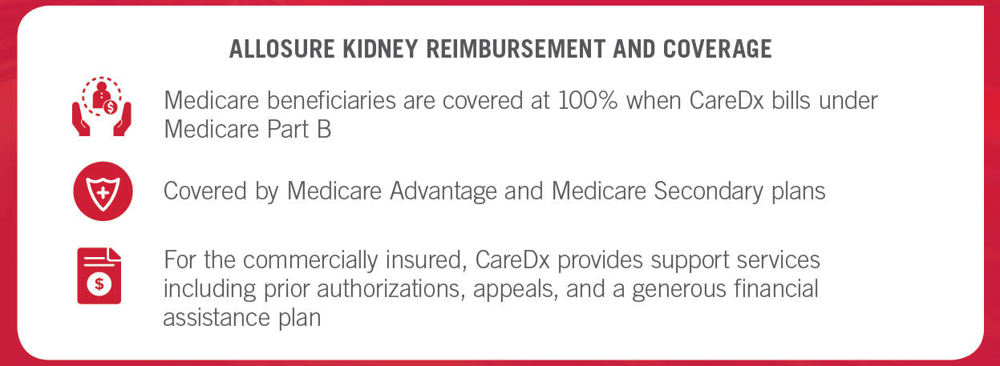 ALLOSURE KIDNEY REIMBURSEMENT AND COVERAGE
Medicare beneficiaries are covered at 100% when CareDx bills under
Medicare Part B
Covered by Medicare Advantage and Medicare Secondary plans
For the commercially insured, CareDx provides support services
including prior authorizations, appeals, and a generous financial
assistance plan
$
$